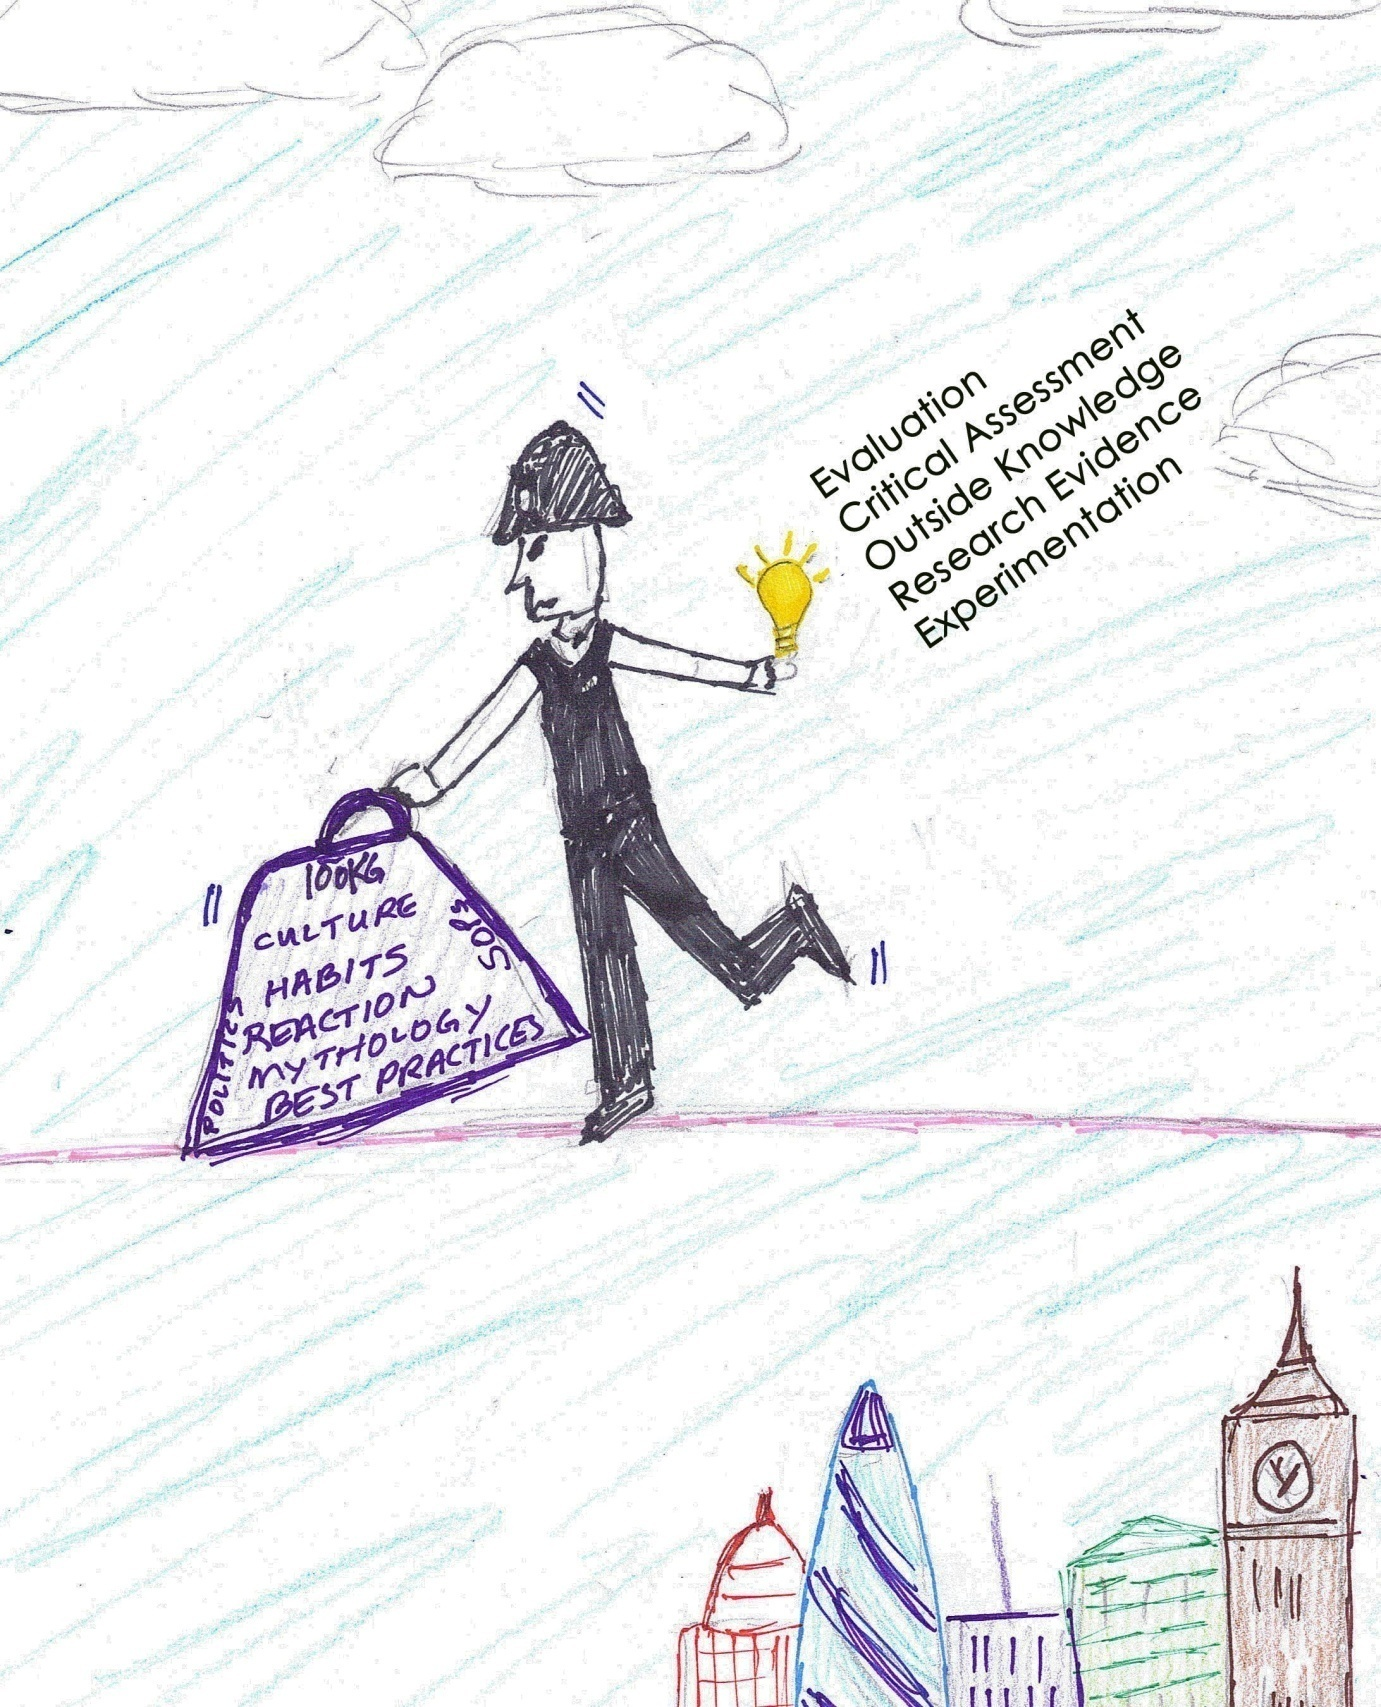 Evaluation
Critical Assessment
Outside Knowledge
Research Evidence
Experimentation
100KG
CULTURE
HABITS
REACTION
MYTHOLOGY
BEST PRACTICES
POLITICS
SOPs